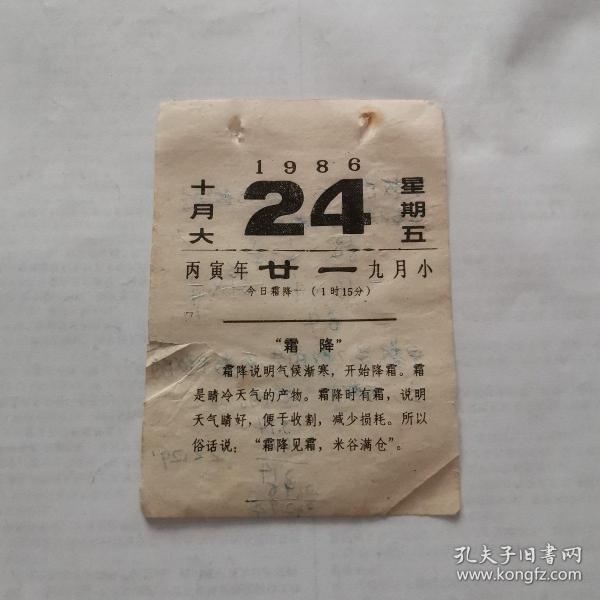 1986
十月大 24 星期五
丙寅年 廿一 九月小
今日霜降（1时15分）
“霜 降”
霜降说明气候渐寒，开始降霜。霜
是晴冷天气的产物。霜降时有霜，说明
天气晴好，便于收割，减少损耗。所以
俗话说：“霜降见霜，米谷满仓”。
孔夫子旧书网
www.kongfz.com